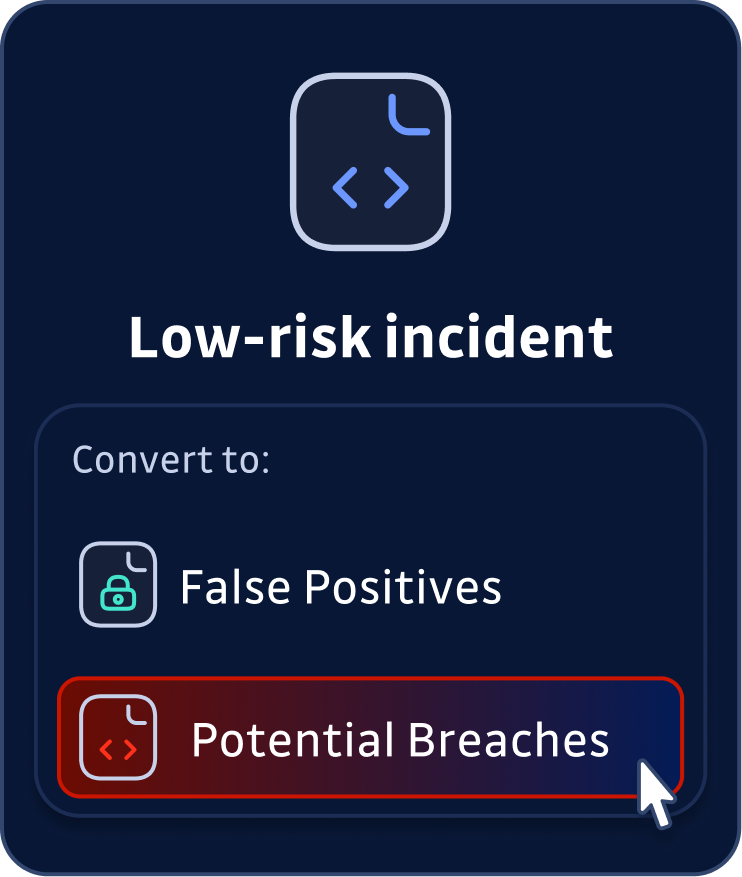 Low-risk incident
Convert to:
False Positives
Potential Breaches